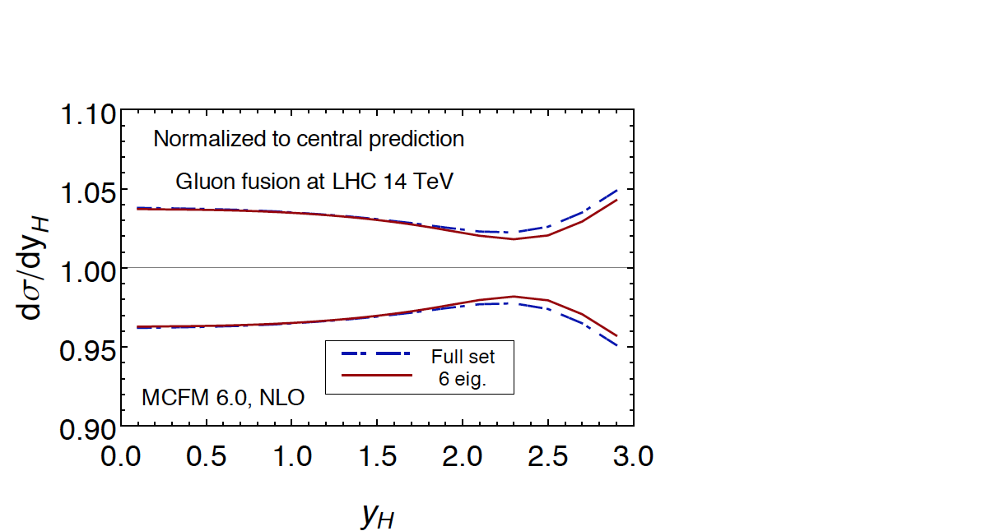 1.10
Normalized to central prediction
Gluon fusion at LHC 14 TeV
1.05
1.00
0.95
0.90
dσ/dy_H
Full set
6 eig.
MCFM 6.0, NLO
0.0 0.5 1.0 1.5 2.0 2.5 3.0
y_H